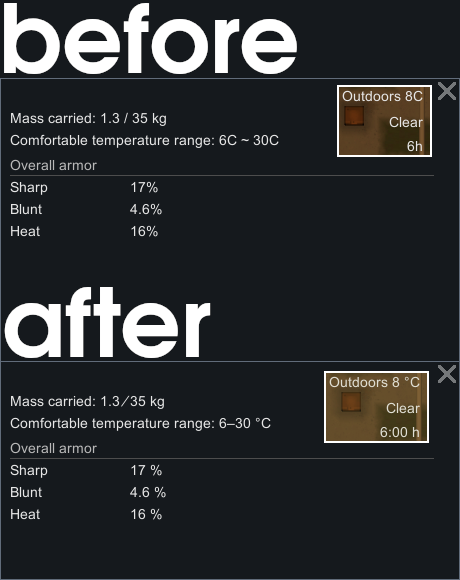 before
Outdoors 8C
Mass carried: 1.3 / 35 kg
Clear
Comfortable temperature range: 6C ~ 30C
6h
Overall armor
Sharp 17%
Blunt 4.6%
Heat 16%
after
Outdoors 8 °C
Mass carried: 1.3 ⁄ 35 kg
Clear
Comfortable temperature range: 6–30 °C
6:00 h
Overall armor
Sharp 17 %
Blunt 4.6 %
Heat 16 %